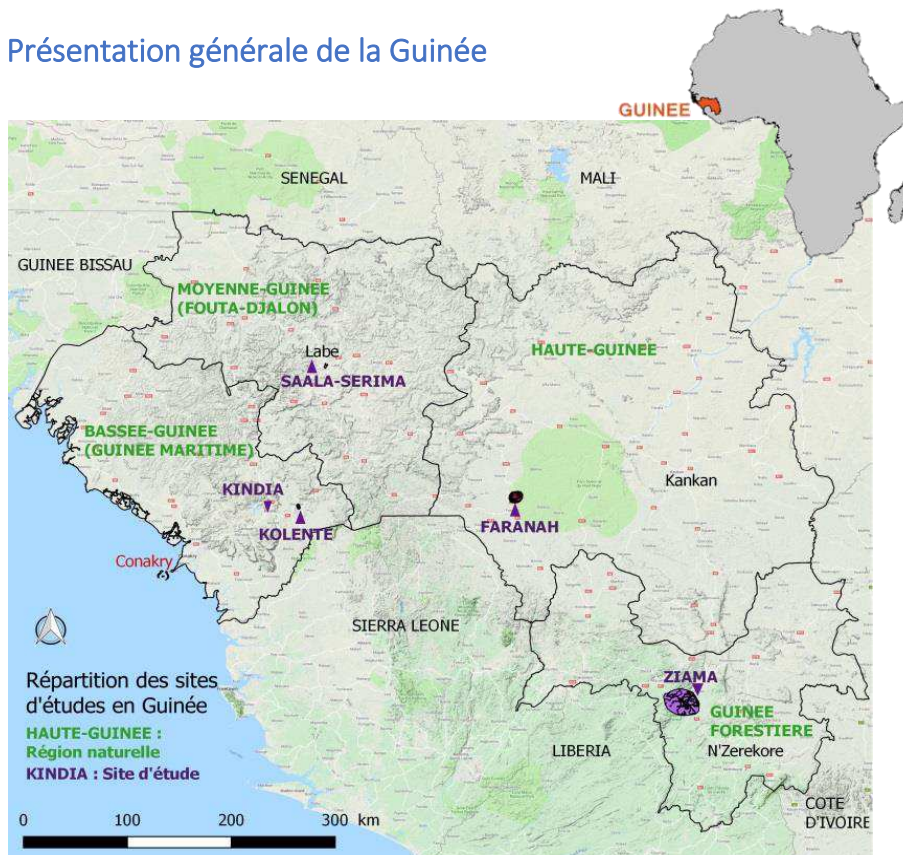 Présentation générale de la Guinée
GUINEE
SENEGAL
MALI
GUINEE BISSAU
MOYENNE-GUINEE
(FOUTA-DJALON)
HAUTE-GUINEE
Labe
SAALA-SERIMA
BASSEE-GUINEE
(GUINEE MARITIME)
Kankan
KINDIA
KOLENTE
FARANAH
Conakry
SIERRA LEONE
ZIAMA
GUINEE
FORESTIERE
N'Zerekore
LIBERIA
COTE
D'IVOIRE
Répartition des sites
d'études en Guinée
HAUTE-GUINEE :
Région naturelle
KINDIA : Site d'étude
0 100 200 300 km